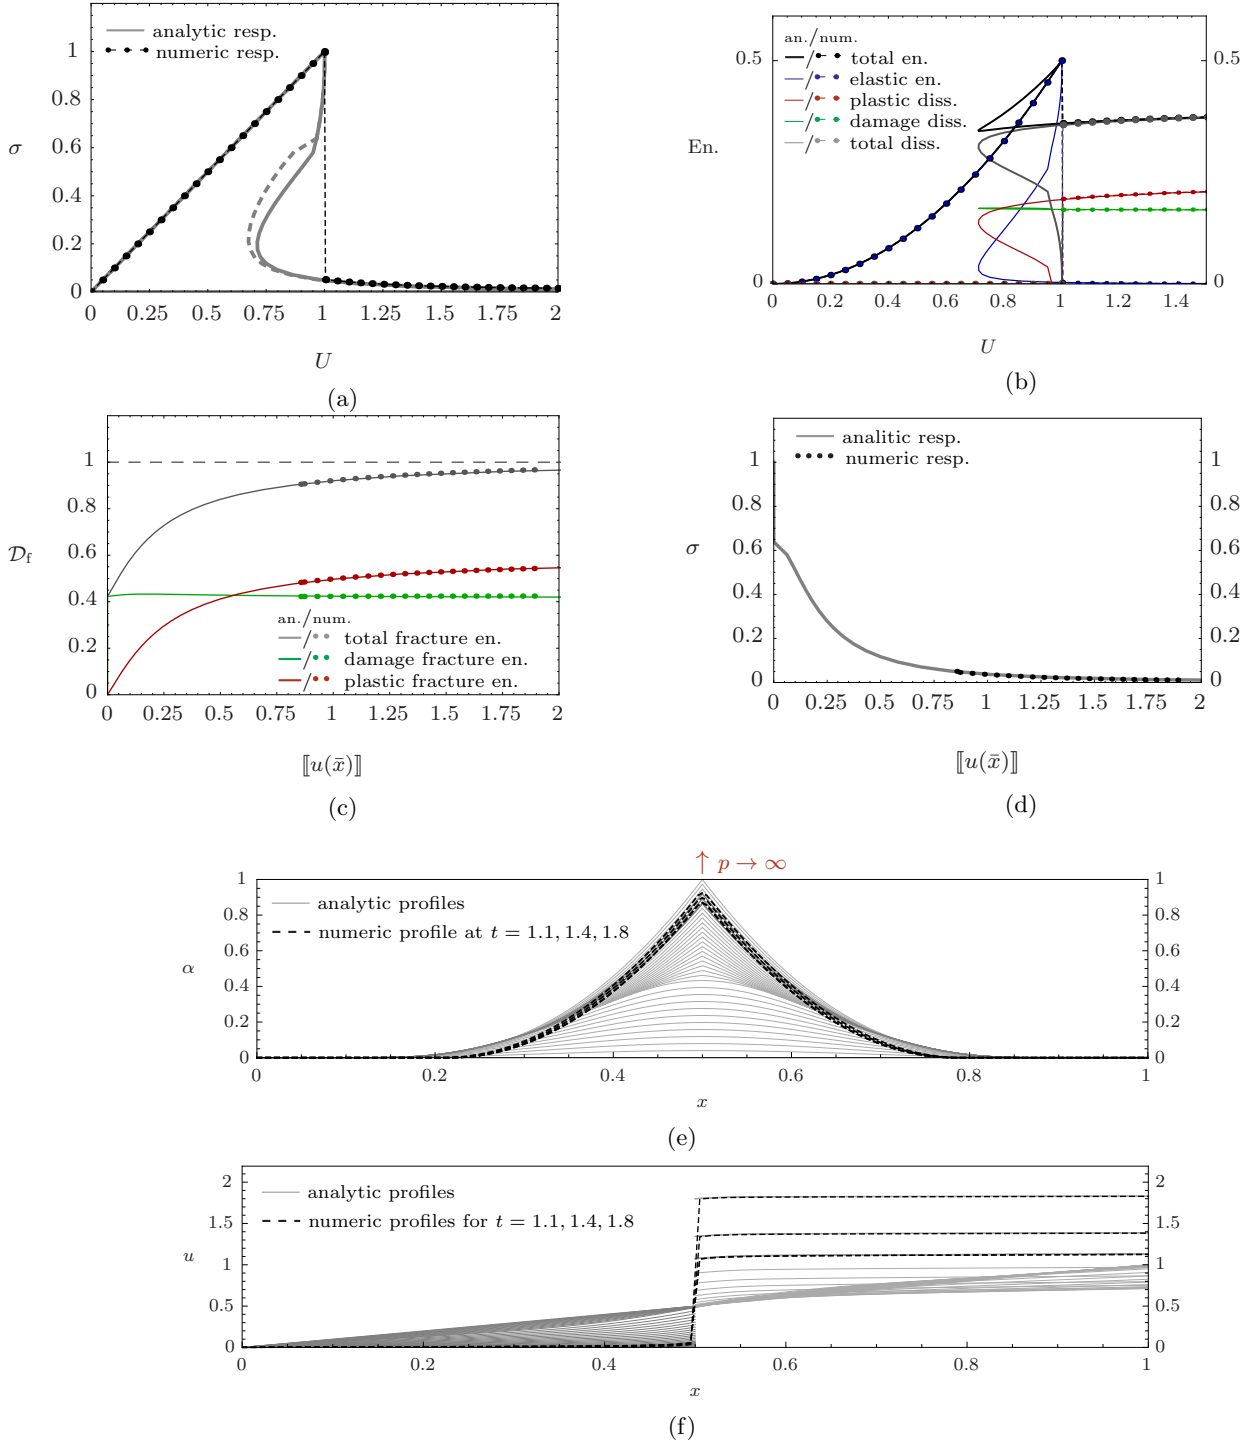 analytic resp.
numeric resp.
σ
1
0.8
0.6
0.4
0.2
0
0 0.25 0.5 0.75 1 1.25 1.5 1.75 2
U
(a)
an./num.
total en.
elastic en.
plastic diss.
damage diss.
total diss.
En.
0.5
0
0.5
0
0 0.2 0.4 0.6 0.8 1.0 1.2 1.4
U
(b)
1
0.8
0.6
0.4
0.2
0
𝒟f
an./num.
total fracture en.
damage fracture en.
plastic fracture en.
0 0.25 0.5 0.75 1 1.25 1.5 1.75 2
⟦u(x̄)⟧
(c)
analitic resp.
numeric resp.
σ
1
0.8
0.6
0.4
0.2
0
1
0.8
0.6
0.4
0.2
0
0 0.25 0.5 0.75 1 1.25 1.5 1.75 2
⟦u(x̄)⟧
(d)
↑ p → ∞
analytic profiles
numeric profile at t = 1.1, 1.4, 1.8
α
1
0.8
0.6
0.4
0.2
0
1
0.8
0.6
0.4
0.2
0
0 0.2 0.4 0.6 0.8 1
x
(e)
analytic profiles
numeric profiles for t = 1.1, 1.4, 1.8
u
2
1.5
1
0.5
0
2
1.5
1
0.5
0
0 0.2 0.4 0.6 0.8 1
x
(f)